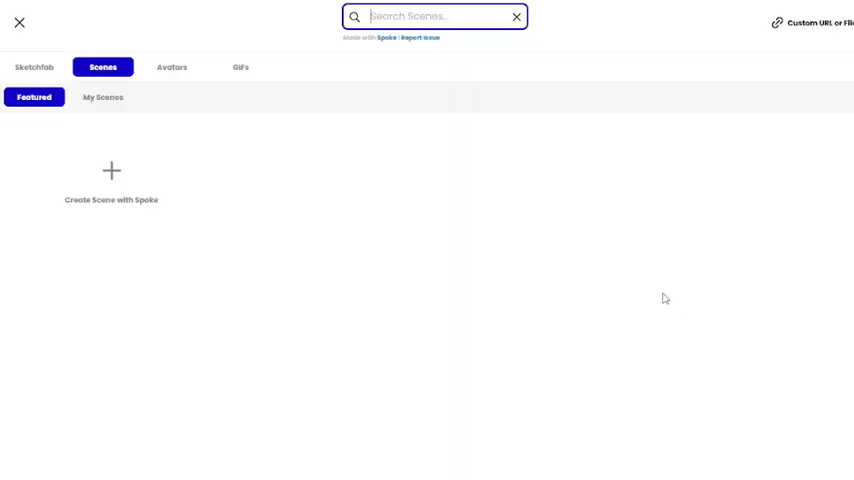 Search Scenes...
Custom URL or Fil
Made with Spoke | Report Issue
Sketchfab Scenes Avatars GIFs
Featured My Scenes
Create Scene with Spoke